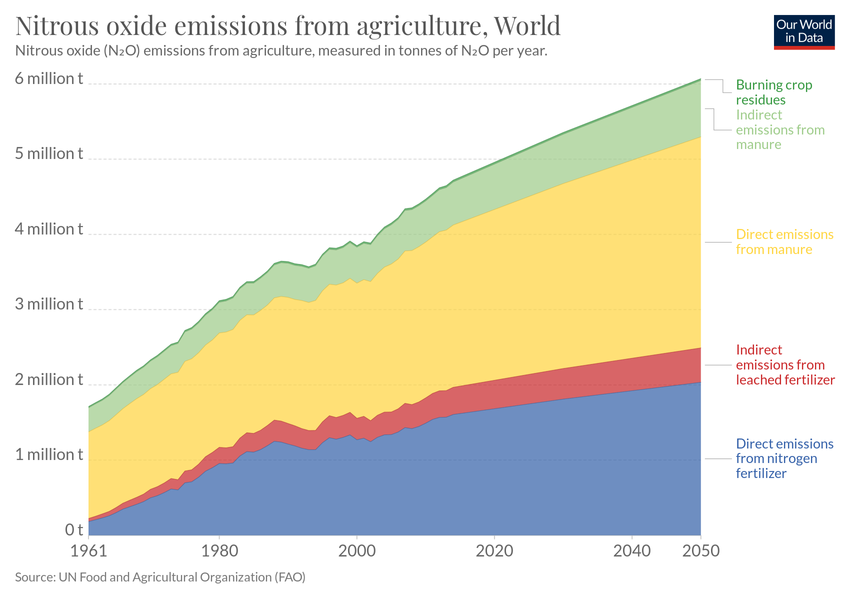 Nitrous oxide emissions from agriculture, World
Our World
in Data
Nitrous oxide (N₂O) emissions from agriculture, measured in tonnes of N₂O per year.
6 million t
5 million t
4 million t
3 million t
2 million t
1 million t
0 t
1961
1980
2000
2020
2040
2050
Burning crop
residues
Indirect
emissions from
manure
Direct emissions
from manure
Indirect
emissions from
leached fertilizer
Direct emissions
from nitrogen
fertilizer
Source: UN Food and Agricultural Organization (FAO)